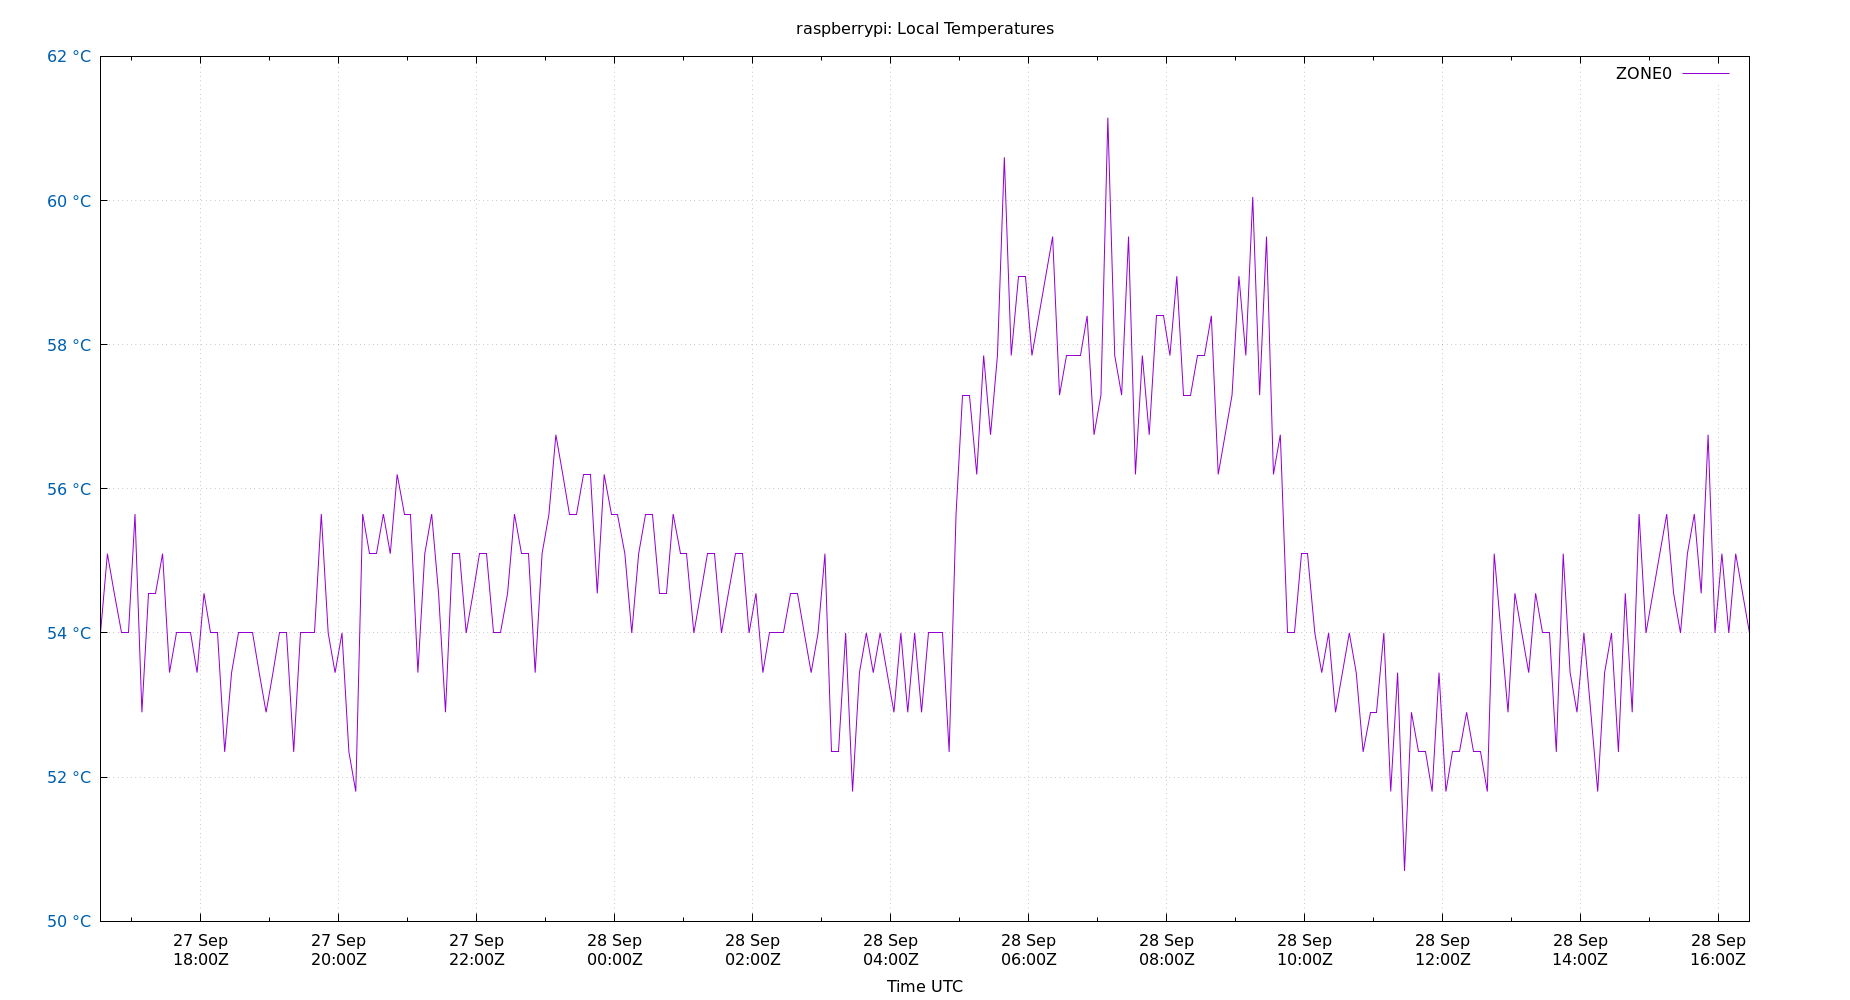 raspberrypi: Local Temperatures
62 °C
ZONE0
60 °C
58 °C
56 °C
54 °C
52 °C
50 °C
27 Sep 27 Sep 27 Sep 28 Sep 28 Sep 28 Sep 28 Sep 28 Sep 28 Sep 28 Sep 28 Sep 28 Sep
18:00Z 20:00Z 22:00Z 00:00Z 02:00Z 04:00Z 06:00Z 08:00Z 10:00Z 12:00Z 14:00Z 16:00Z
Time UTC